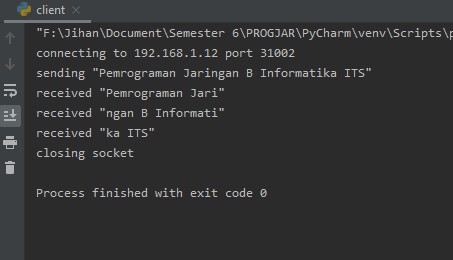 client
"F:\Jihan\Document\Semester 6\PROGJAR\PyCharm\venv\Scripts\p
connecting to 192.168.1.12 port 31002
sending "Pemrograman Jaringan B Informatika ITS"
received "Pemrograman Jari"
received "ngan B Informati"
received "ka ITS"
closing socket
Process finished with exit code 0